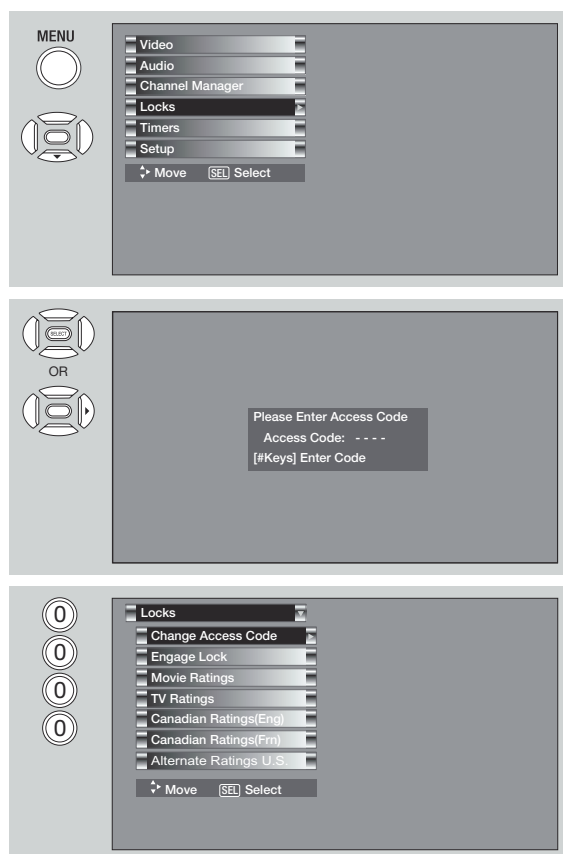 MENU
Video
Audio
Channel Manager
Locks
Timers
Setup
Move SEL Select
SELECT
OR
Please Enter Access Code
Access Code: - - - -
[#Keys] Enter Code
0
0
0
0
Locks
Change Access Code
Engage Lock
Movie Ratings
TV Ratings
Canadian Ratings(Eng)
Canadian Ratings(Frn)
Alternate Ratings U.S.
Move SEL Select